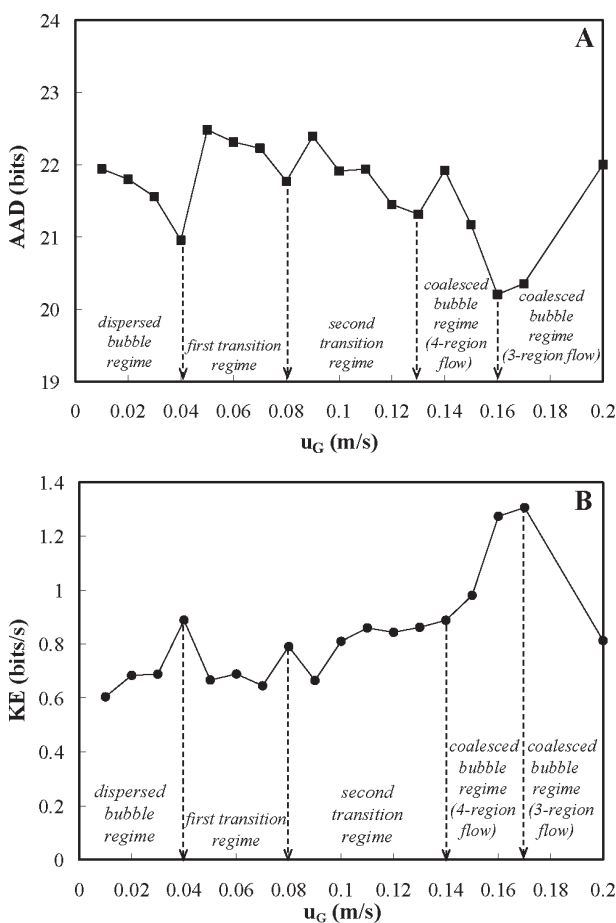 A
24
23
22
21
20
19
AAD (bits)
dispersed
bubble
regime
first transition
regime
second
transition
regime
coalesced
bubble
regime
(4-region
flow)
coalesced
bubble
regime
(3-region flow)
0 0.02 0.04 0.06 0.08 0.1 0.12 0.14 0.16 0.18 0.2
uG (m/s)
B
1.4
1.2
1
0.8
0.6
0.4
0.2
0
KE (bits/s)
dispersed
bubble
regime
first transition
regime
second
transition
regime
coalesced
bubble
regime
(4-region
flow)
coalesced
bubble
regime
(3-region
flow)
0 0.02 0.04 0.06 0.08 0.1 0.12 0.14 0.16 0.18 0.2
uG (m/s)